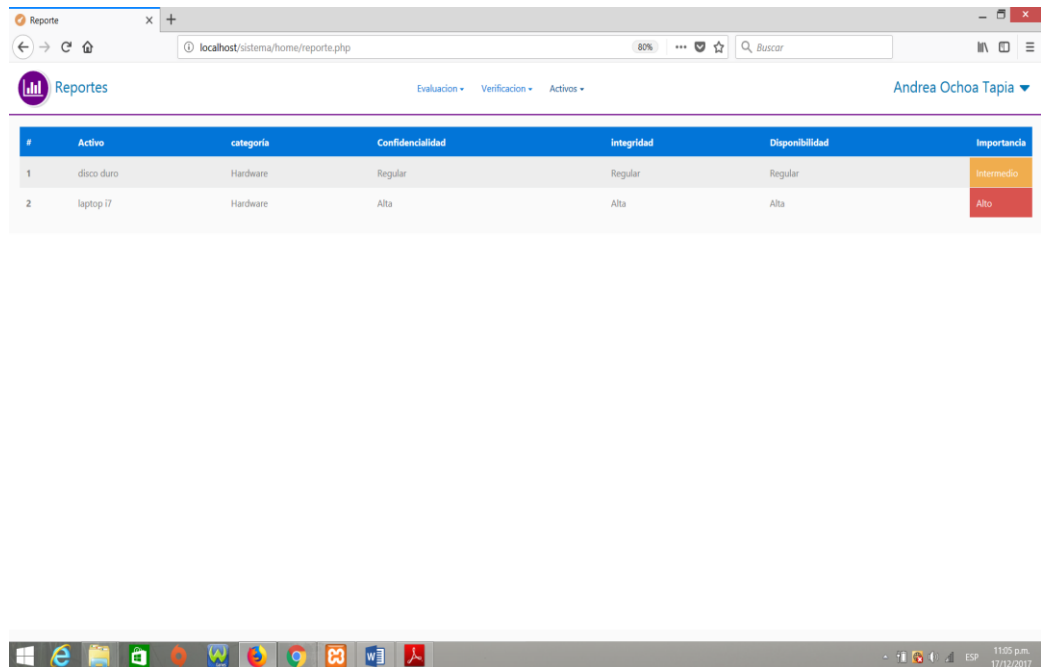 Reporte
localhost/sistema/home/reporte.php 80% Buscar
Reportes Evaluacion Verificacion Activos Andrea Ochoa Tapia
# Activo categoría Confidencialidad integridad Disponibilidad Importancia
1 disco duro Hardware Regular Regular Regular Intermedio
2 laptop i7 Hardware Alta Alta Alta Alto
ESP 11:05 p.m.
17/12/2017